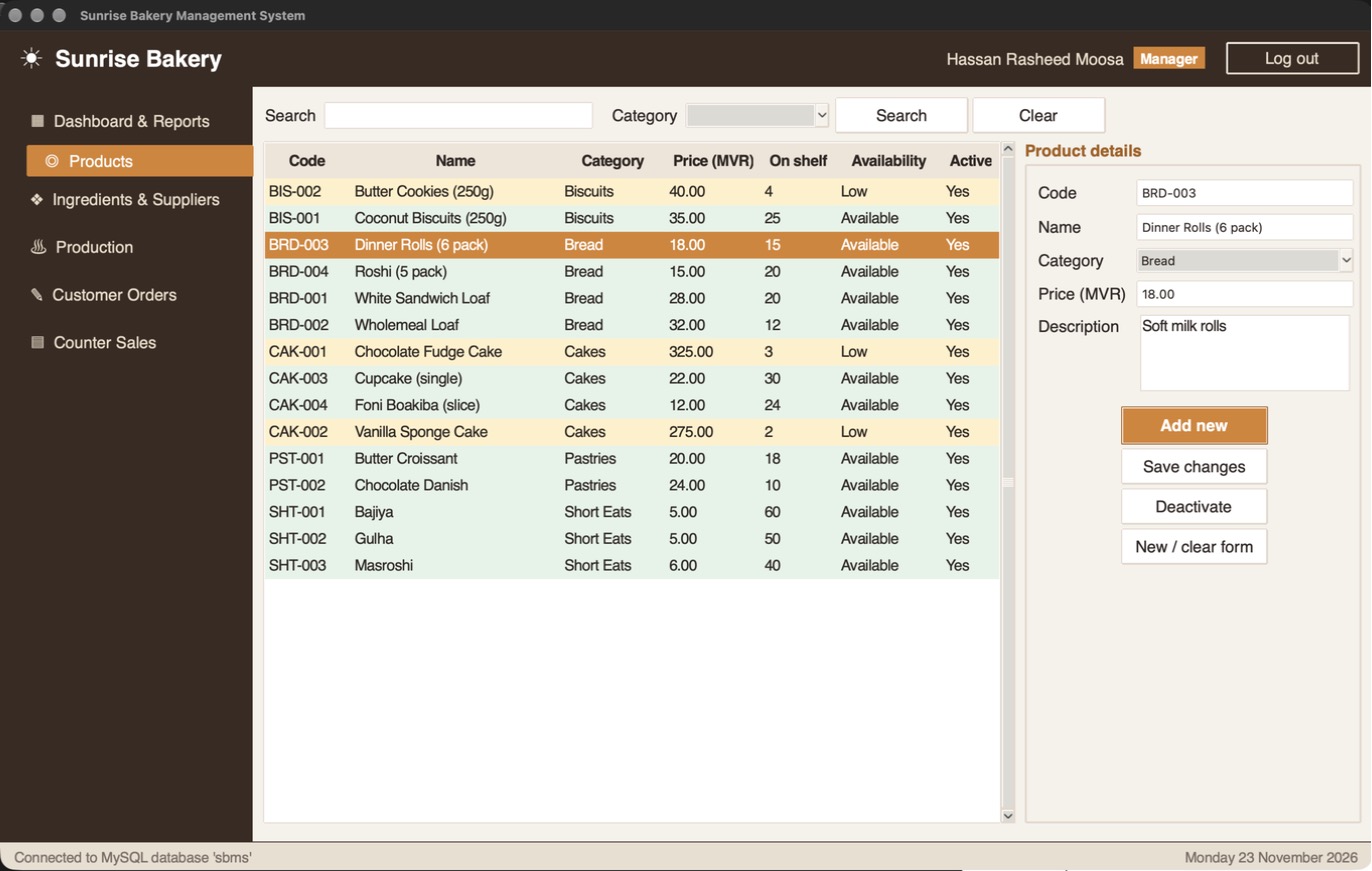 Sunrise Bakery Management System
Sunrise Bakery
Hassan Rasheed Moosa Manager Log out
Dashboard & Reports
Products
Ingredients & Suppliers
Production
Customer Orders
Counter Sales
Search Category Search Clear
Code Name Category Price (MVR) On shelf Availability Active
BIS-002 Butter Cookies (250g) Biscuits 40.00 4 Low Yes
BIS-001 Coconut Biscuits (250g) Biscuits 35.00 25 Available Yes
BRD-003 Dinner Rolls (6 pack) Bread 18.00 15 Available Yes
BRD-004 Roshi (5 pack) Bread 15.00 20 Available Yes
BRD-001 White Sandwich Loaf Bread 28.00 20 Available Yes
BRD-002 Wholemeal Loaf Bread 32.00 12 Available Yes
CAK-001 Chocolate Fudge Cake Cakes 325.00 3 Low Yes
CAK-003 Cupcake (single) Cakes 22.00 30 Available Yes
CAK-004 Foni Boakiba (slice) Cakes 12.00 24 Available Yes
CAK-002 Vanilla Sponge Cake Cakes 275.00 2 Low Yes
PST-001 Butter Croissant Pastries 20.00 18 Available Yes
PST-002 Chocolate Danish Pastries 24.00 10 Available Yes
SHT-001 Bajiya Short Eats 5.00 60 Available Yes
SHT-002 Gulha Short Eats 5.00 50 Available Yes
SHT-003 Masroshi Short Eats 6.00 40 Available Yes
Product details
Code BRD-003
Name Dinner Rolls (6 pack)
Category Bread
Price (MVR) 18.00
Description Soft milk rolls
Add new
Save changes
Deactivate
New / clear form
Connected to MySQL database 'sbms'
Monday 23 November 2026